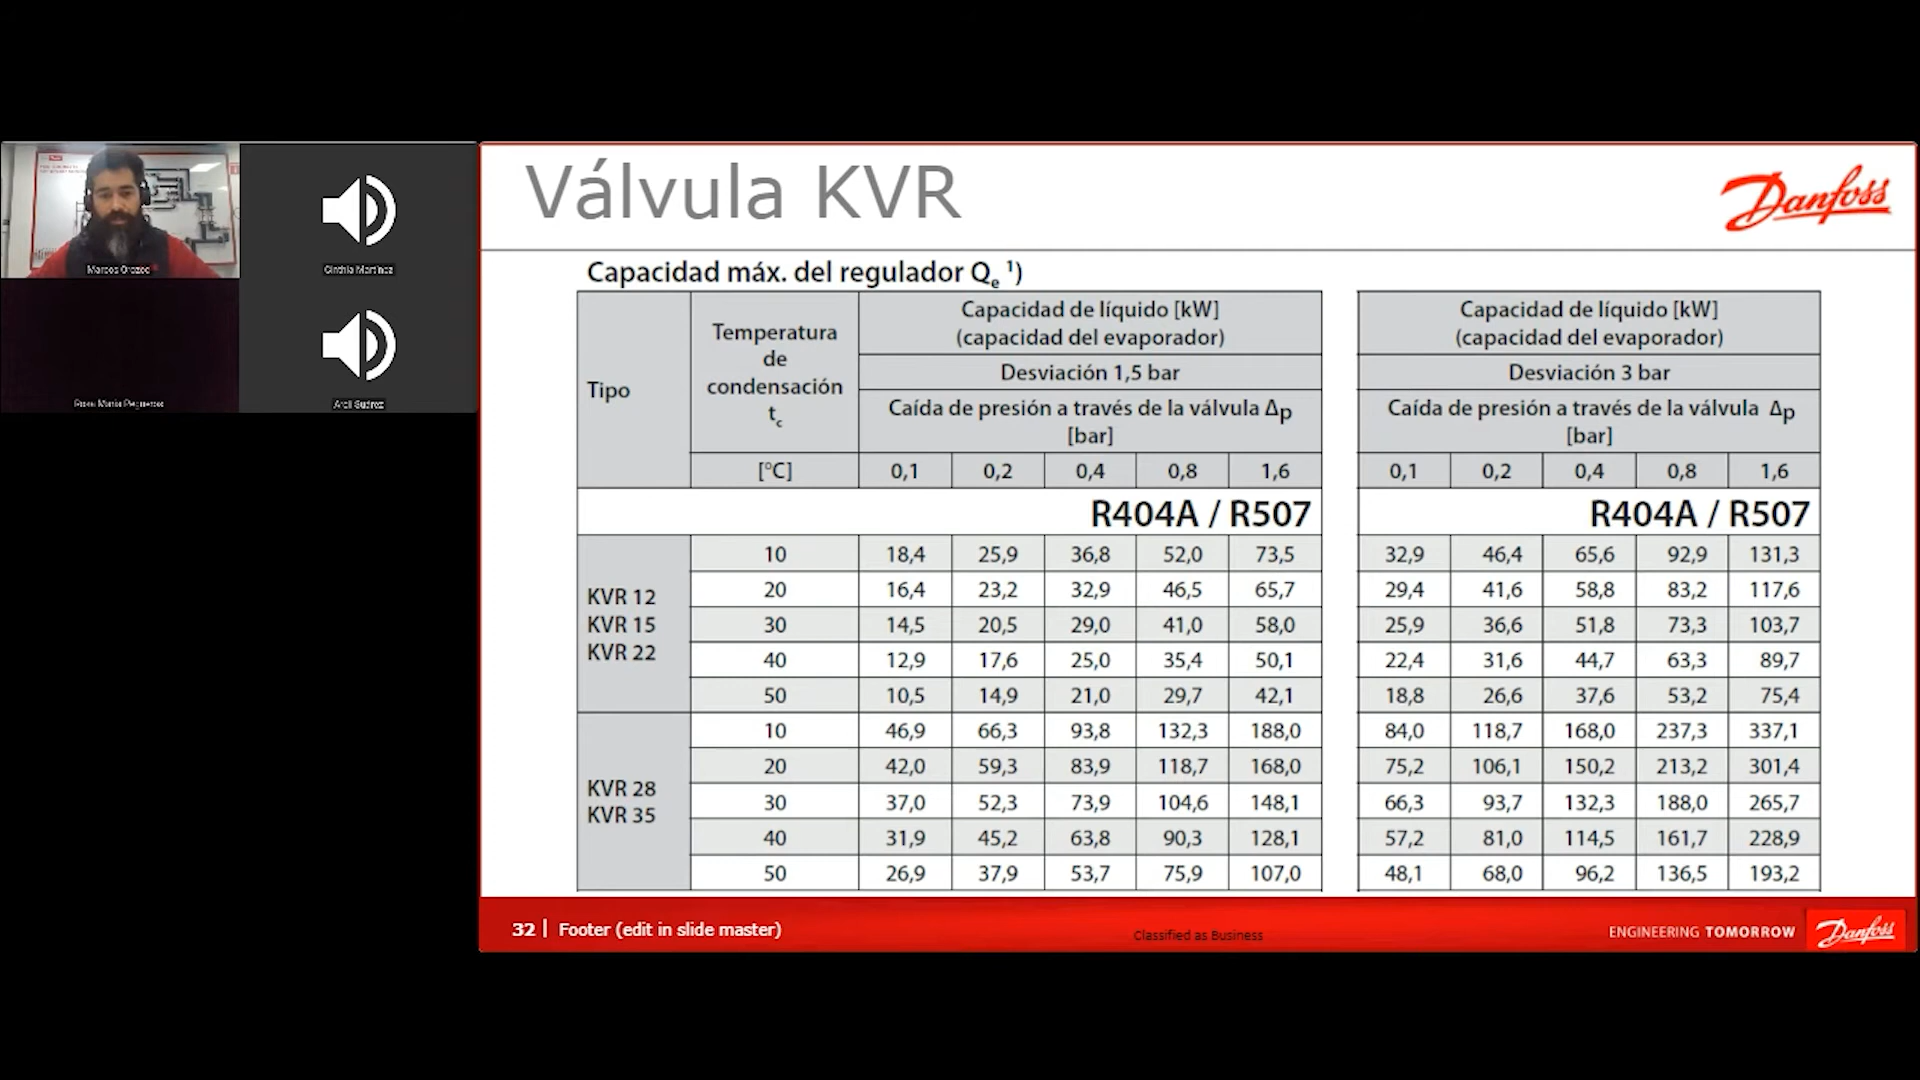 Marcos Orozco
Cinthia Martínez
Rosa María Pegueros
Válvula KVR
Danfoss
Capacidad máx. del regulador Qe ¹)
Tipo
Temperatura
de
condensación
tc
[°C]
Capacidad de líquido [kW]
(capacidad del evaporador)
Desviación 1,5 bar
Caída de presión a través de la válvula Δp
[bar]
0,1 0,2 0,4 0,8 1,6
Capacidad de líquido [kW]
(capacidad del evaporador)
Desviación 3 bar
Caída de presión a través de la válvula Δp
[bar]
0,1 0,2 0,4 0,8 1,6
R404A / R507 R404A / R507
KVR 12
KVR 15
KVR 22
10 18,4 25,9 36,8 52,0 73,5 32,9 46,4 65,6 92,9 131,3
20 16,4 23,2 32,9 46,5 65,7 29,4 41,6 58,8 83,2 117,6
30 14,5 20,5 29,0 41,0 58,0 25,9 36,6 51,8 73,3 103,7
40 12,9 17,6 25,0 35,4 50,1 22,4 31,6 44,7 63,3 89,7
50 10,5 14,9 21,0 29,7 42,1 18,8 26,6 37,6 53,2 75,4
KVR 28
KVR 35
10 46,9 66,3 93,8 132,3 188,0 84,0 118,7 168,0 237,3 337,1
20 42,0 59,3 83,9 118,7 168,0 75,2 106,1 150,2 213,2 301,4
30 37,0 52,3 73,9 104,6 148,1 66,3 93,7 132,3 188,0 265,7
40 31,9 45,2 63,8 90,3 128,1 57,2 81,0 114,5 161,7 228,9
50 26,9 37,9 53,7 75,9 107,0 48,1 68,0 96,2 136,5 193,2
32 | Footer (edit in slide master)
Classified as Business
ENGINEERING TOMORROW
Danfoss